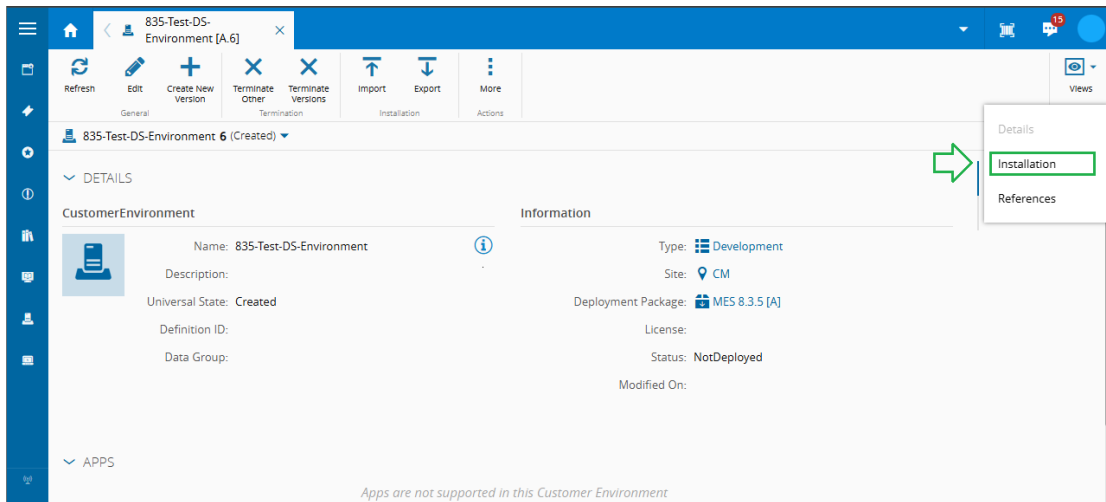 835-Test-DS-
Environment [A.6]
15
Refresh
Edit
Create New
Version
Terminate
Other
Terminate
Versions
Import
Export
More
Views
General
Termination
Installation
Actions
835-Test-DS-Environment 6 (Created)
Details
Installation
References
DETAILS
CustomerEnvironment
Information
Name: 835-Test-DS-Environment
Type: Development
Description:
Site: CM
Universal State: Created
Deployment Package: MES 8.3.5 [A]
Definition ID:
License:
Data Group:
Status: NotDeployed
Modified On:
APPS
Apps are not supported in this Customer Environment